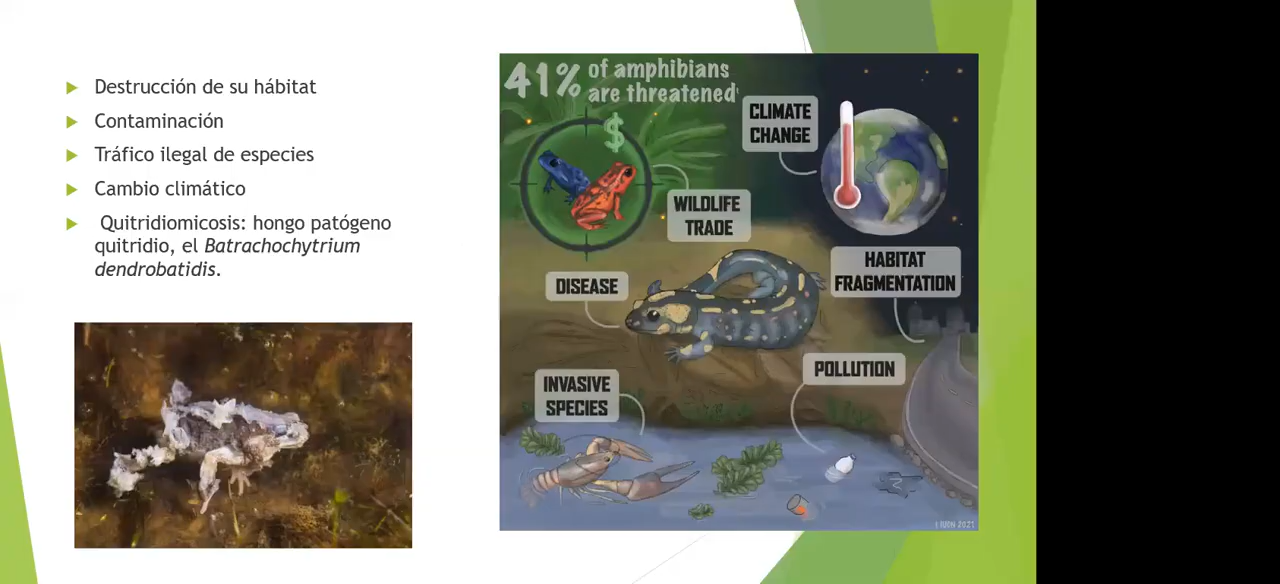 Destrucción de su hábitat
Contaminación
Tráfico ilegal de especies
Cambio climático
Quitridiomicosis: hongo patógeno
quitridio, el Batrachochytrium
dendrobatidis.
41% of amphibians
are threatened
CLIMATE
CHANGE
$
WILDLIFE
TRADE
HABITAT
FRAGMENTATION
DISEASE
POLLUTION
INVASIVE
SPECIES
2021